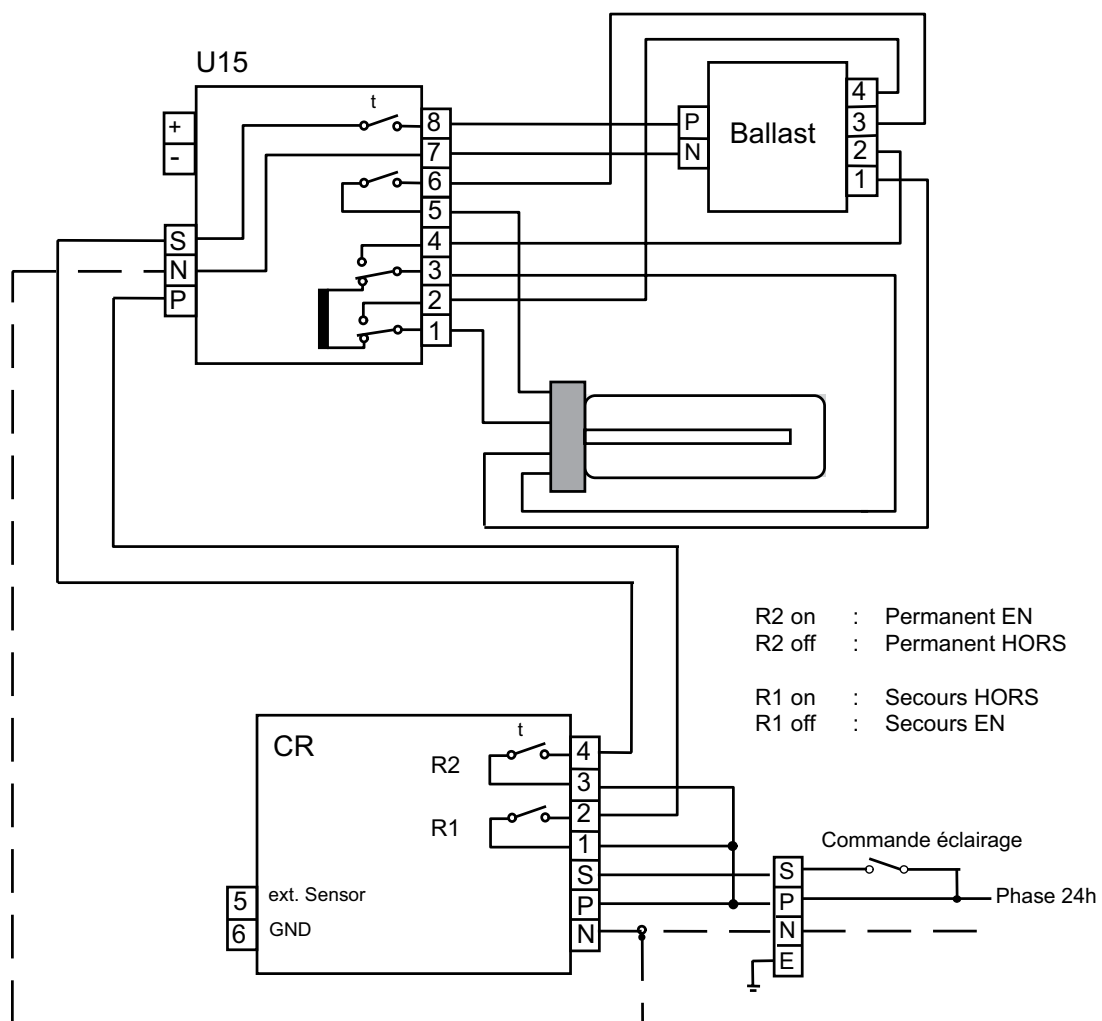 U15
t
+
-
S
N
P
8
7
6
5
4
3
2
1
P
N
Ballast
4
3
2
1
R2 on : Permanent EN
R2 off : Permanent HORS
R1 on : Secours HORS
R1 off : Secours EN
CR
t
R2
R1
4
3
2
1
S
P
N
5 ext. Sensor
6 GND
Commande éclairage
S
P
N
E
Phase 24h